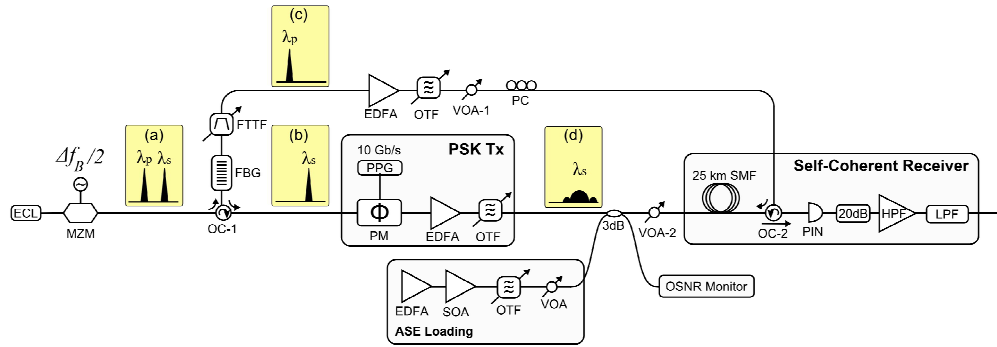 (c)
λp
(a)
λp λs
(b)
λs
(d)
λs
FTTF
EDFA
OTF
VOA-1
PC
ΔfB/2
FBG
10 Gb/s
PSK Tx
PPG
Φ
Self-Coherent Receiver
25 km SMF
ECL
MZM
OC-1
PM
EDFA
OTF
3dB
VOA-2
OC-2
PIN
20dB
HPF
LPF
EDFA
SOA
OTF
VOA
OSNR Monitor
ASE Loading